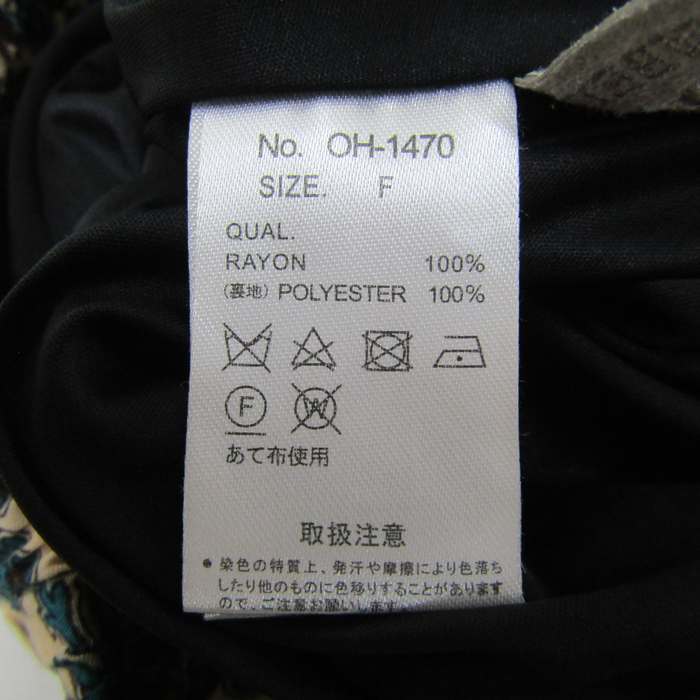 No. OH-1470
SIZE. F
QUAL.
RAYON 100%
(裏地) POLYESTER 100%
F W
あて布使用
取扱注意
• 染色の特質上、発汗や摩擦により色落ち
したり他のものに色移りすることがあります
ので、ご注意お願いします。